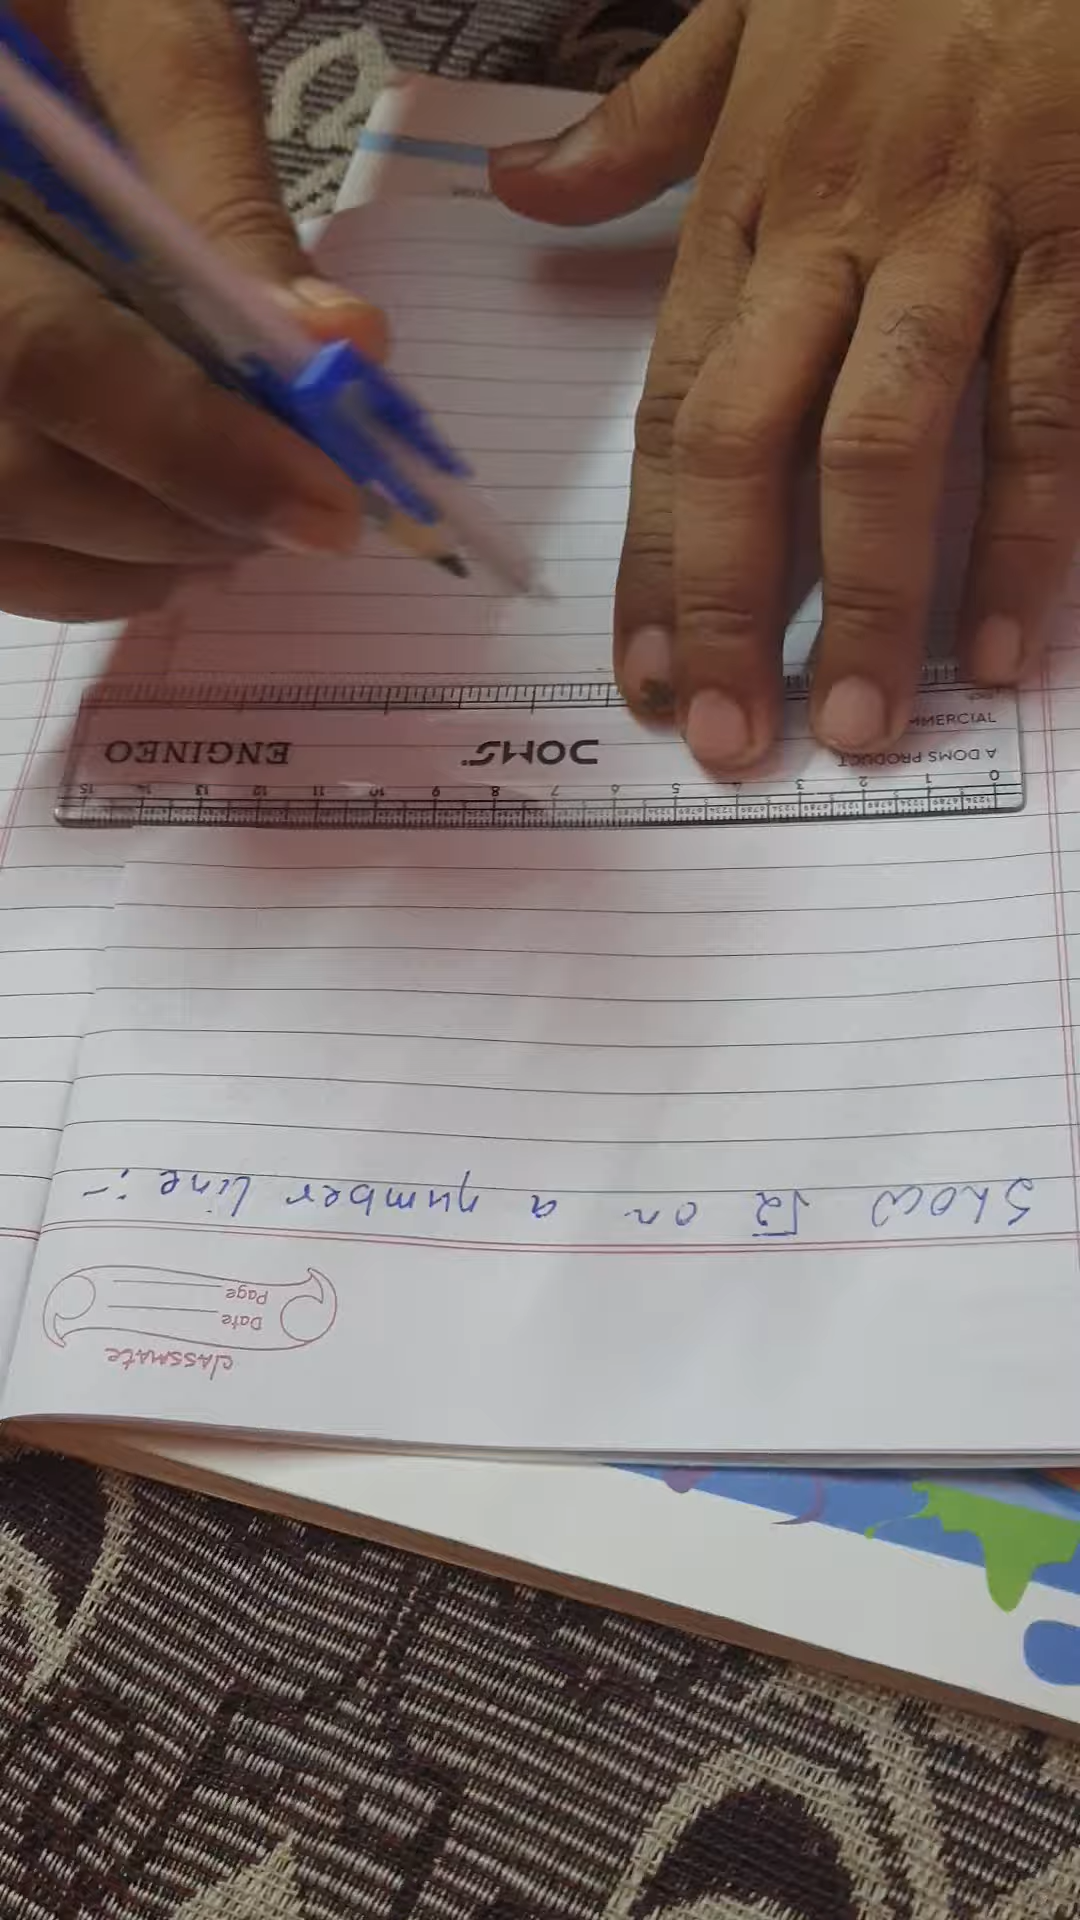 classmate
Date
Page
Show √2 on a number line :-
0 1 2 3 4 5 6 7 8 9 10 11 12 13 14 15
A DOMS PRODUCT
DOMS
ENGINEO